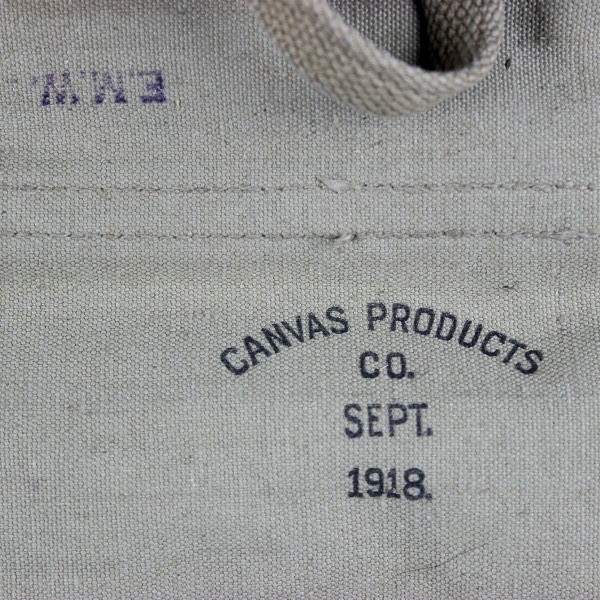 E.M.W.
CANVAS PRODUCTS
CO.
SEPT.
1918.